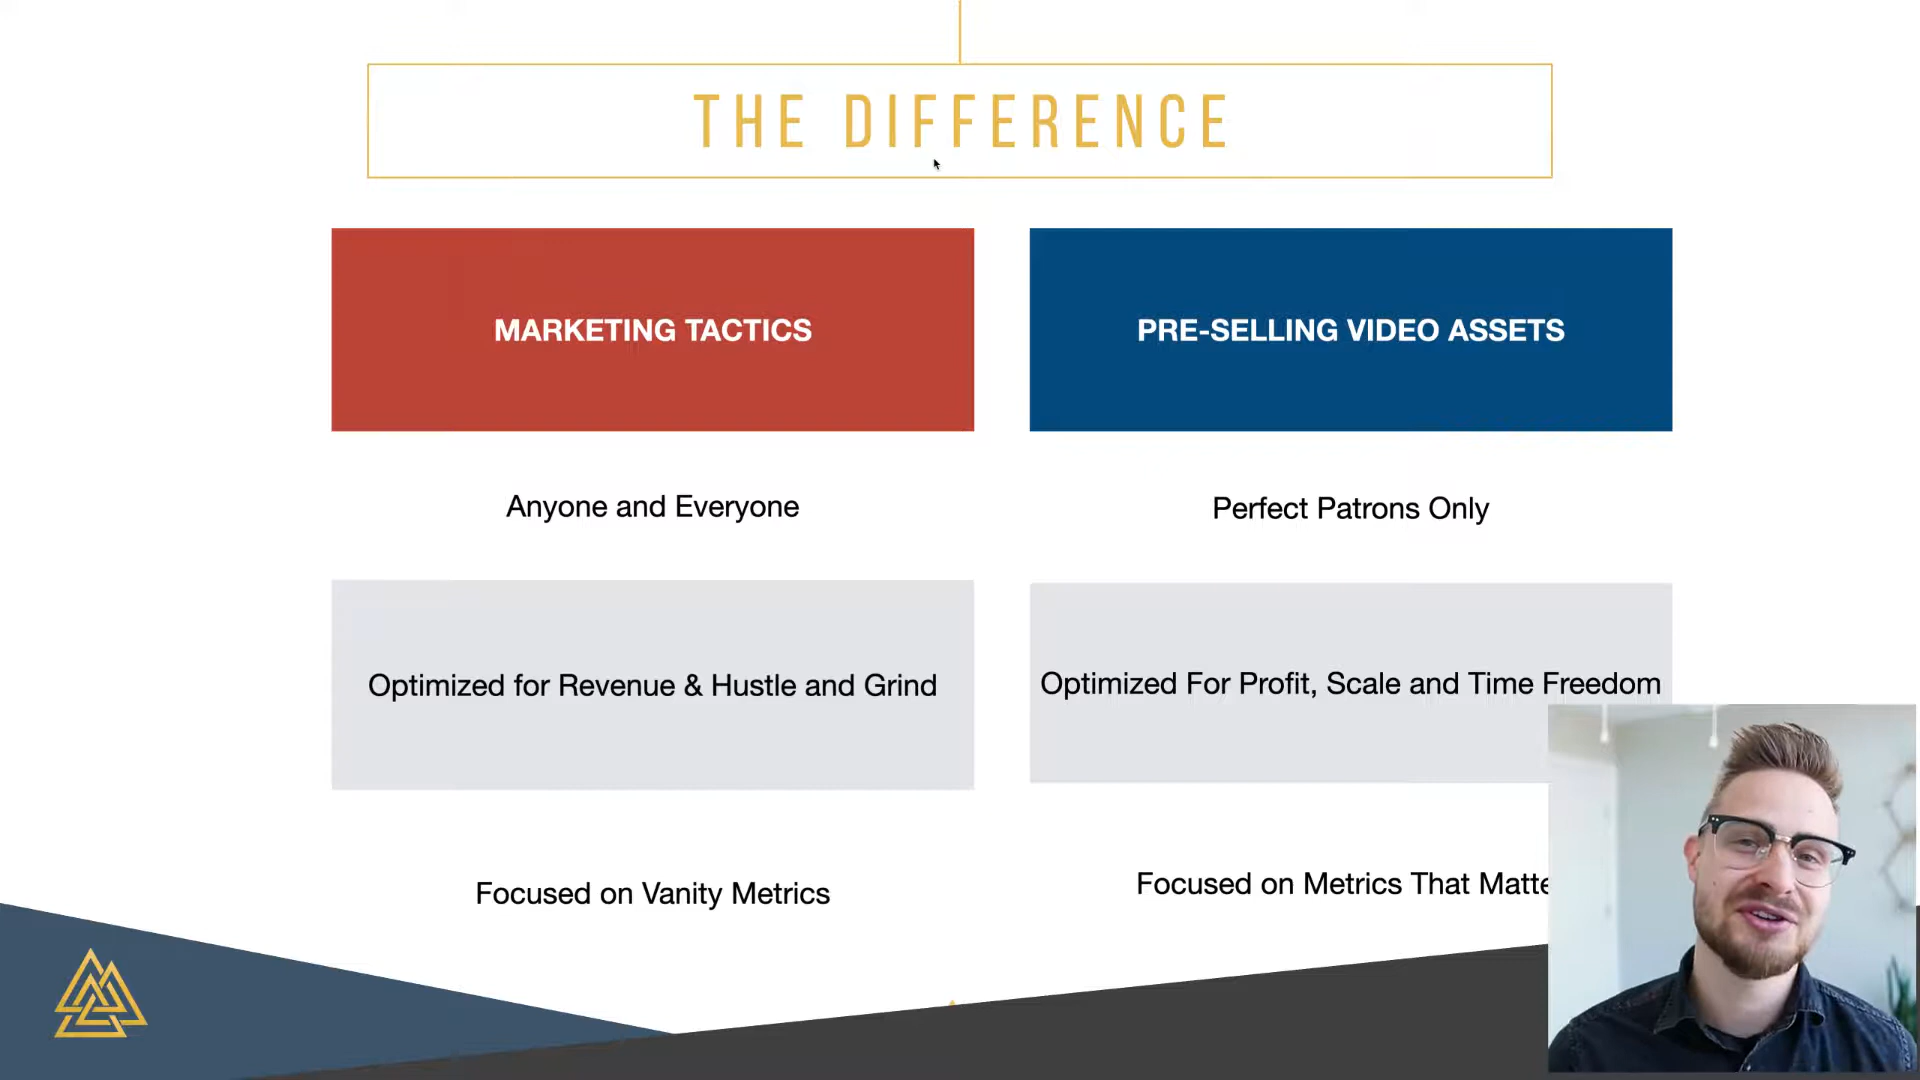 THE DIFFERENCE
MARKETING TACTICS
PRE-SELLING VIDEO ASSETS
Anyone and Everyone
Perfect Patrons Only
Optimized for Revenue & Hustle and Grind
Optimized For Profit, Scale and Time Freedom
Focused on Vanity Metrics
Focused on Metrics That Matte